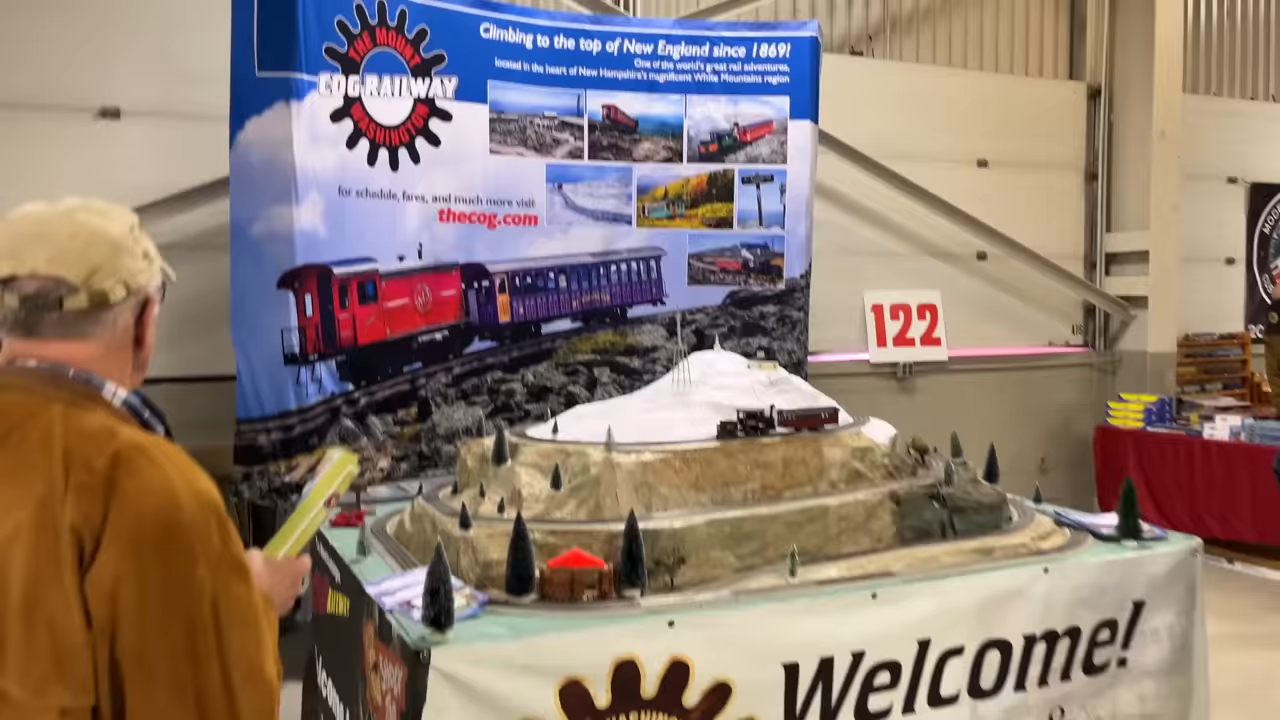 THE MOUNT
COG RAILWAY
WASHINGTON
Climbing to the top of New England since 1869!
One of the world's great rail adventures,
located in the heart of New Hampshire's magnificent White Mountains region
for schedule, fares, and much more visit
thecog.com
122
RAILWAY
Welcome!
WASHING